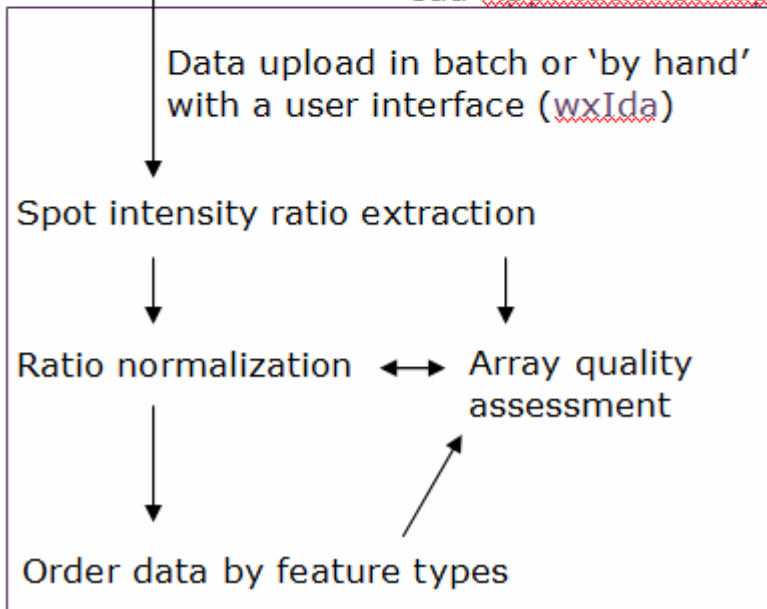 Data upload in batch or ‘by hand’
with a user interface (wxIda)
Spot intensity ratio extraction
Ratio normalization
Array quality
assessment
Order data by feature types